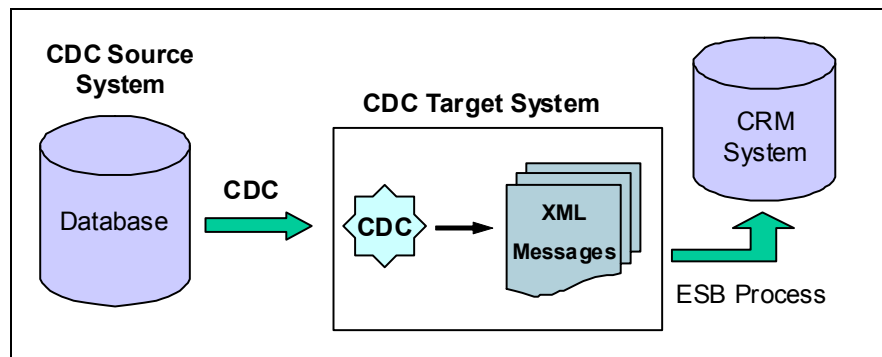 CDC Source
System
Database
CDC
CDC Target System
CDC
XML
Messages
CRM
System
ESB Process